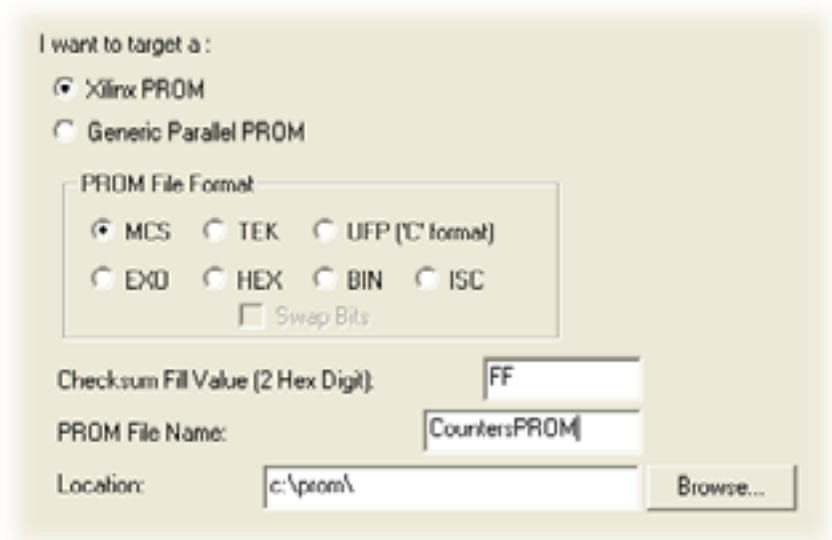 I want to target a :
Xilinx PROM
Generic Parallel PROM
PROM File Format
MCS TEK UFP ('C' format)
EXO HEX BIN ISC
Swap Bits
Checksum Fill Value (2 Hex Digit): FF
PROM File Name: CountersPROM
Location: c:\prom\ Browse...